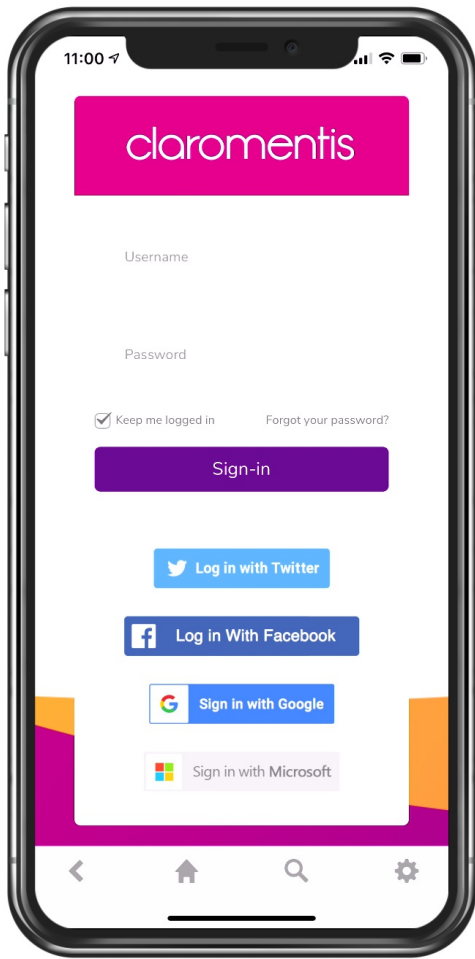 11:00
claromentis
Username
Password
Keep me logged in Forgot your password?
Sign-in
Log in with Twitter
Log in With Facebook
Sign in with Google
Sign in with Microsoft